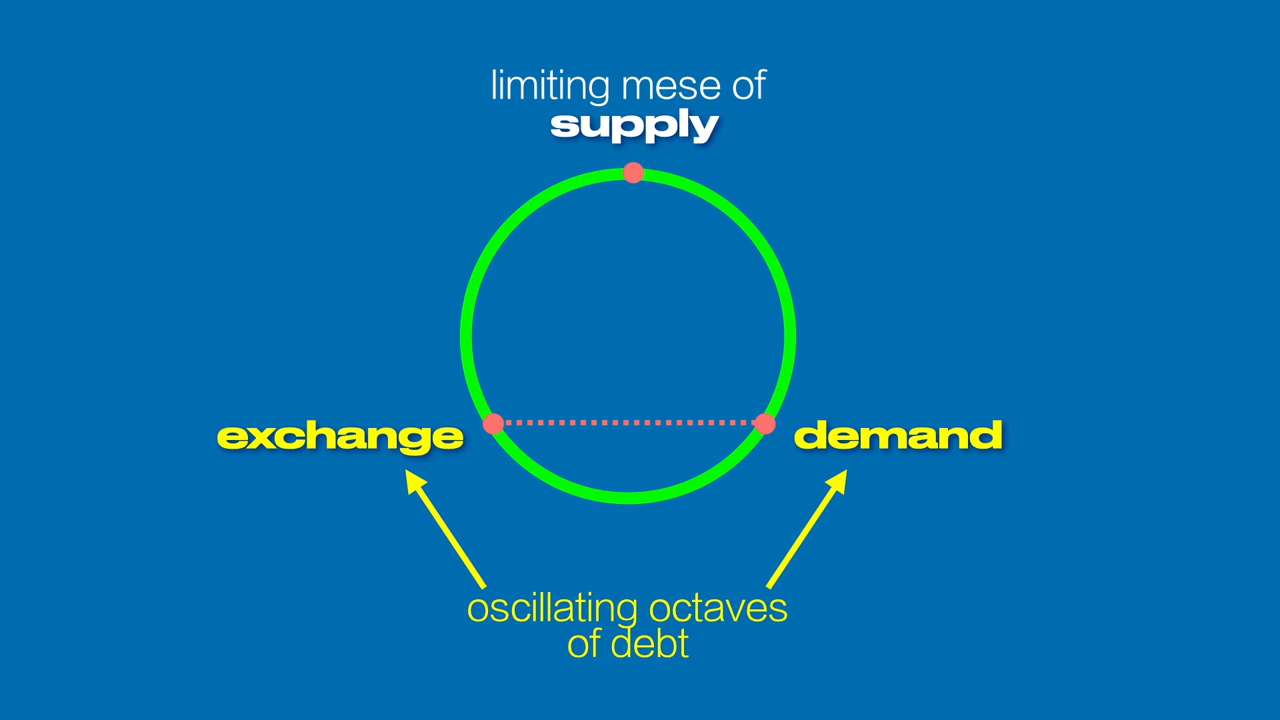 limiting mese of
supply
exchange
demand
oscillating octaves
of debt